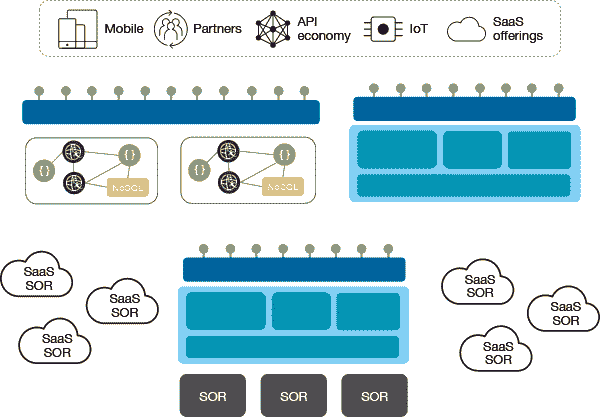 Mobile
Partners
API
economy
IoT
SaaS
offerings
{ }
{ }
NoSQL
{ }
{ }
NoSQL
SaaS
SOR
SaaS
SOR
SaaS
SOR
SaaS
SOR
SaaS
SOR
SaaS
SOR
SOR
SOR
SOR